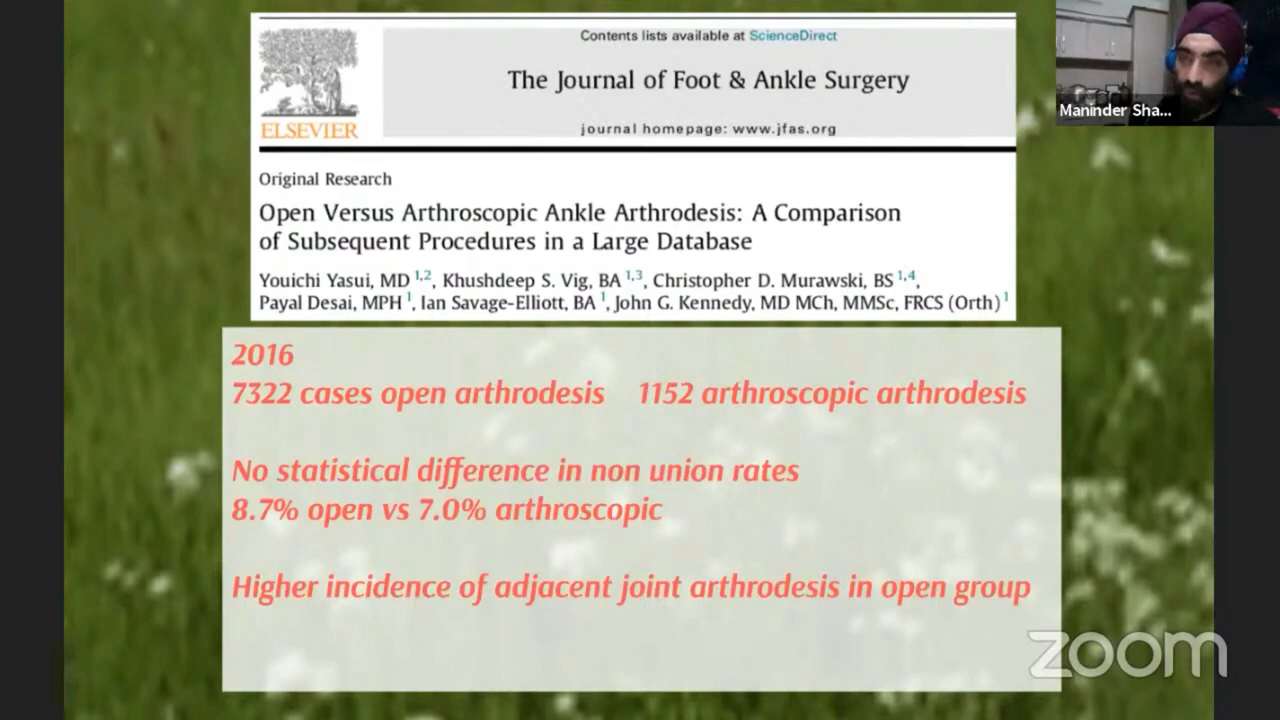 Contents lists available at ScienceDirect
The Journal of Foot & Ankle Surgery
journal homepage: www.jfas.org
ELSEVIER
Maninder Sha...
Original Research
Open Versus Arthroscopic Ankle Arthrodesis: A Comparison
of Subsequent Procedures in a Large Database
Youichi Yasui, MD 1,2, Khushdeep S. Vig, BA 1,3, Christopher D. Murawski, BS 1,4,
Payal Desai, MPH 1, Ian Savage-Elliott, BA 1, John G. Kennedy, MD MCh, MMSc, FRCS (Orth) 1
2016
7322 cases open arthrodesis 1152 arthroscopic arthrodesis
No statistical difference in non union rates
8.7% open vs 7.0% arthroscopic
Higher incidence of adjacent joint arthrodesis in open group
zoom